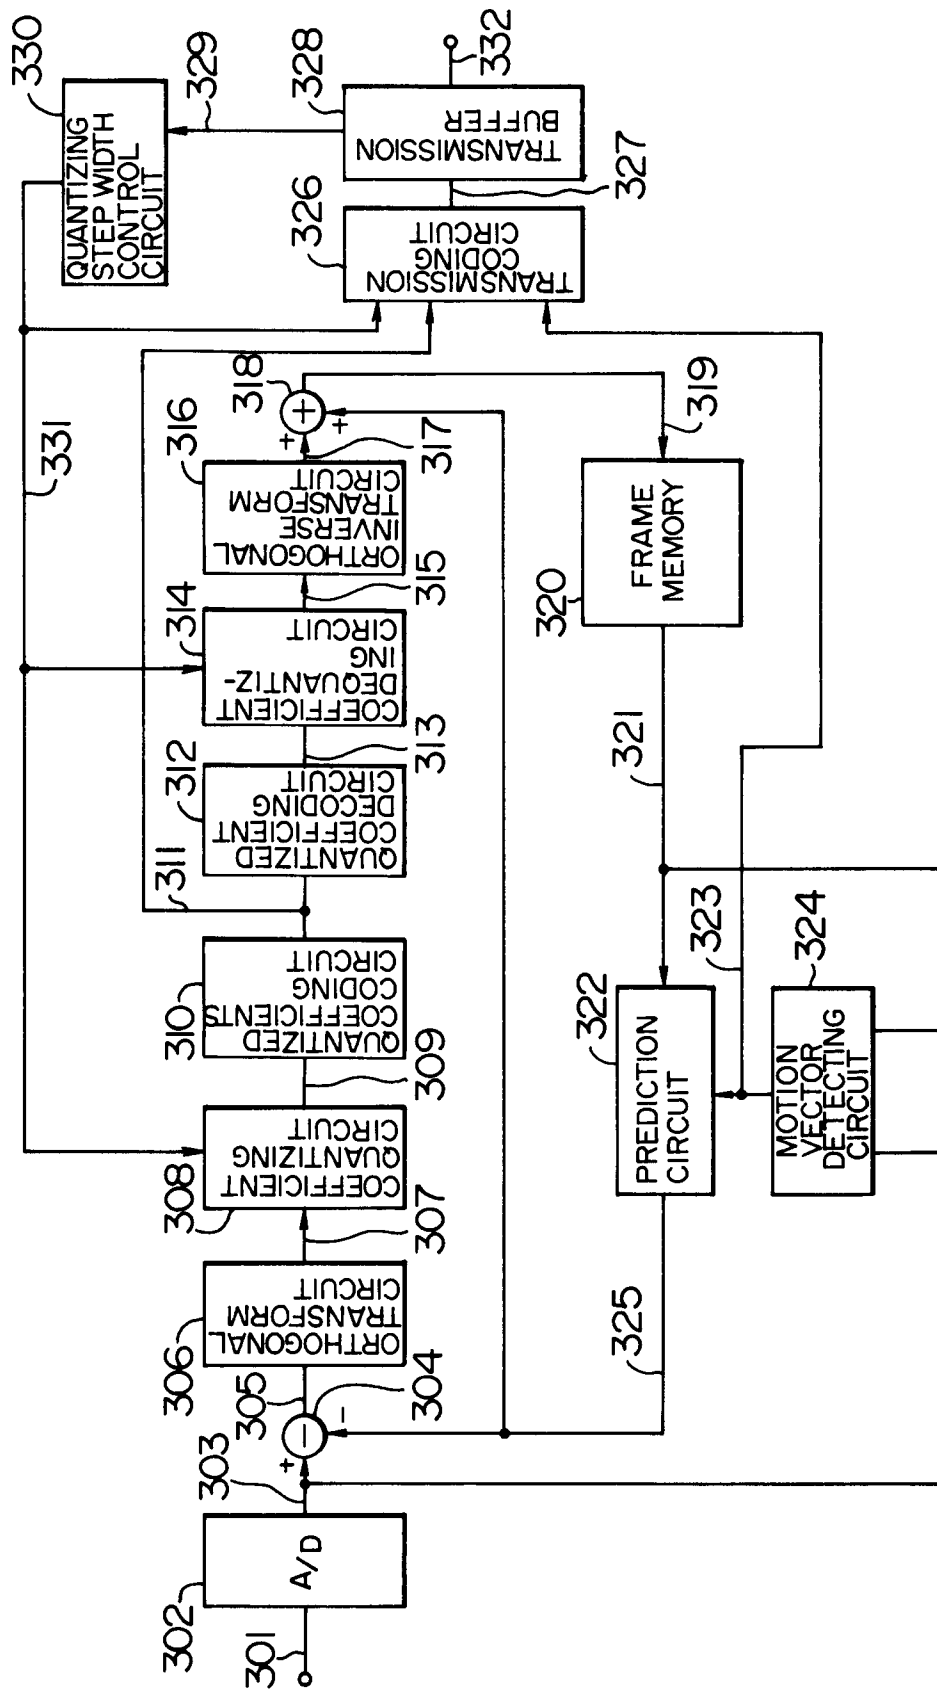 301
302
A/D
303
304
305
306
ORTHOGONAL
TRANSFORM
CIRCUIT
307
308
COEFFICIENT
QUANTIZING
CIRCUIT
309
310
QUANTIZED
COEFFICIENTS
CODING
CIRCUIT
311
312
QUANTIZED
COEFFICIENT
DECODING
CIRCUIT
313
314
COEFFICIENT
DEQUANTIZ-
ING
CIRCUIT
315
316
ORTHOGONAL
INVERSE
TRANSFORM
CIRCUIT
317
318
+
+
+
+
-
-
319
320
FRAME
MEMORY
321
322
PREDICTION
CIRCUIT
323
324
MOTION
VECTOR
DETECTING
CIRCUIT
325
326
TRANSMISSION
CODING
CIRCUIT
327
328
TRANSMISSION
BUFFER
329
330
QUANTIZING
STEP WIDTH
CONTROL
CIRCUIT
331
332